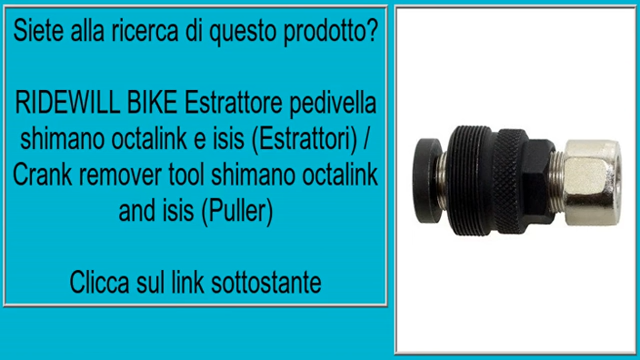 Siete alla ricerca di questo prodotto?
RIDEWILL BIKE Estrattore pedivella
shimano octalink e isis (Estrattori) /
Crank remover tool shimano octalink
and isis (Puller)
Clicca sul link sottostante